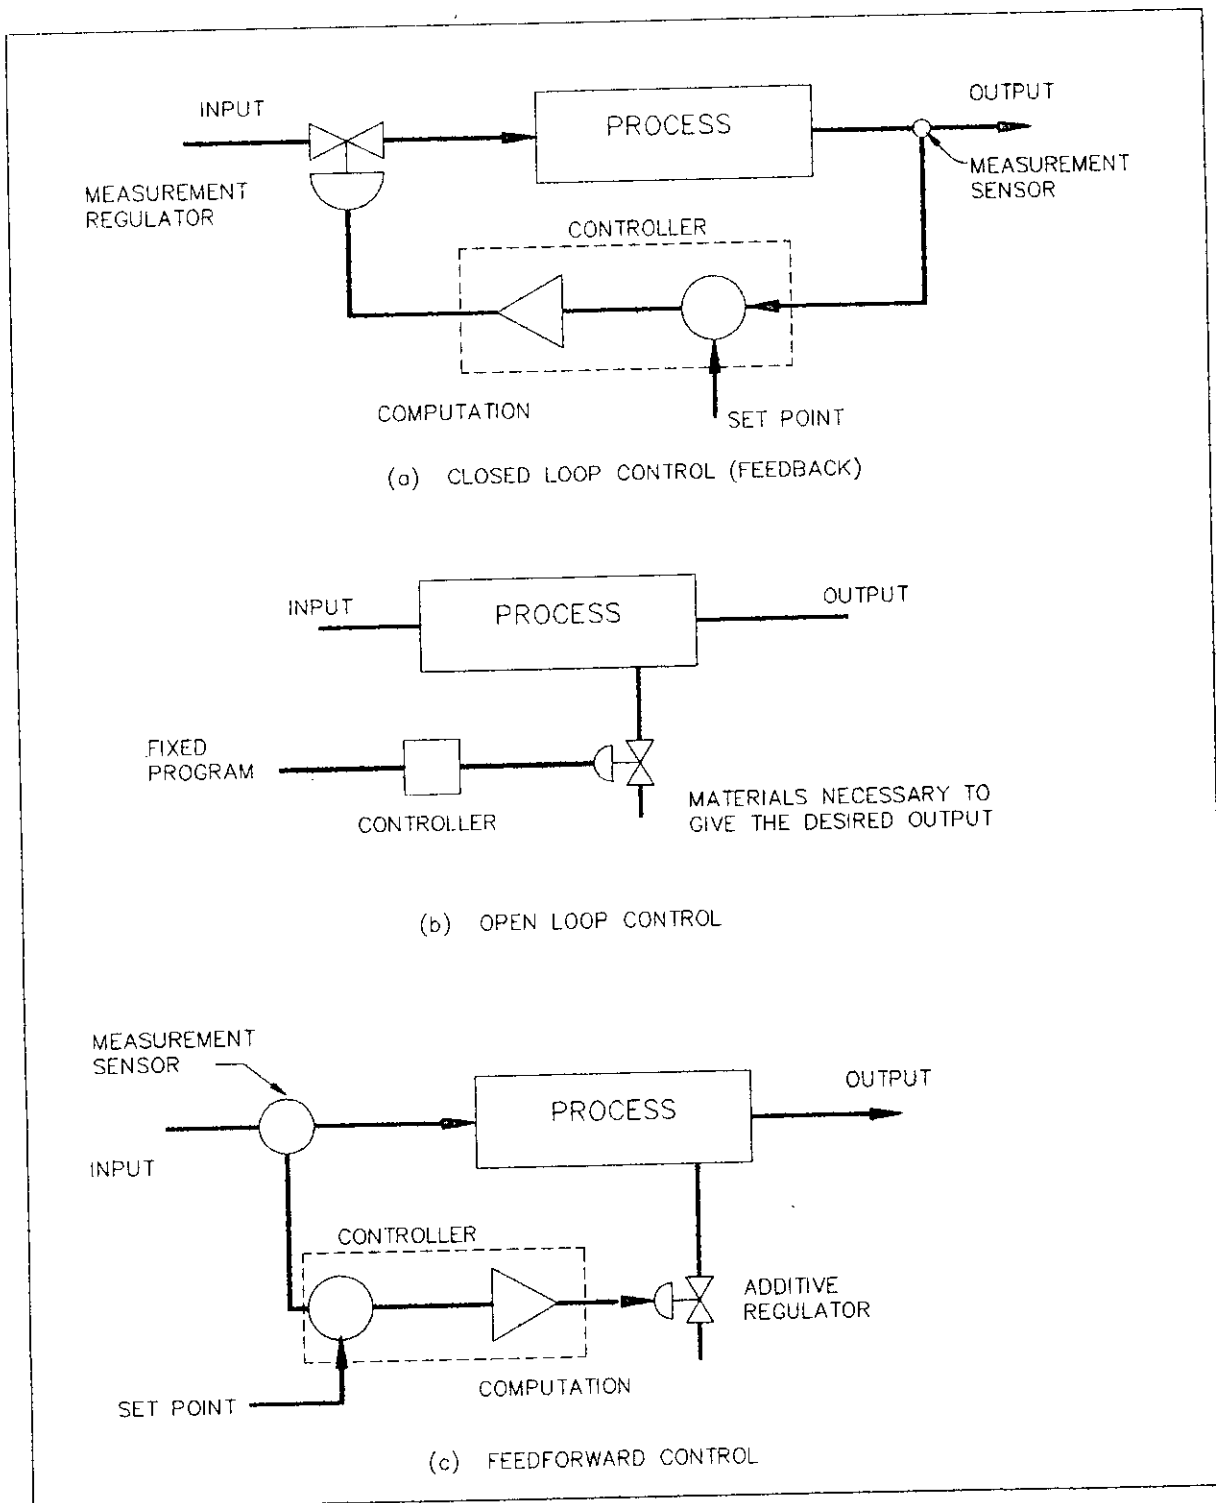 INPUT
PROCESS
OUTPUT
MEASUREMENT
SENSOR
MEASUREMENT
REGULATOR
CONTROLLER
COMPUTATION
SET POINT
(a) CLOSED LOOP CONTROL (FEEDBACK)
INPUT
PROCESS
OUTPUT
FIXED
PROGRAM
CONTROLLER
MATERIALS NECESSARY TO
GIVE THE DESIRED OUTPUT
(b) OPEN LOOP CONTROL
MEASUREMENT
SENSOR
PROCESS
OUTPUT
INPUT
CONTROLLER
ADDITIVE
REGULATOR
COMPUTATION
SET POINT
(c) FEEDFORWARD CONTROL